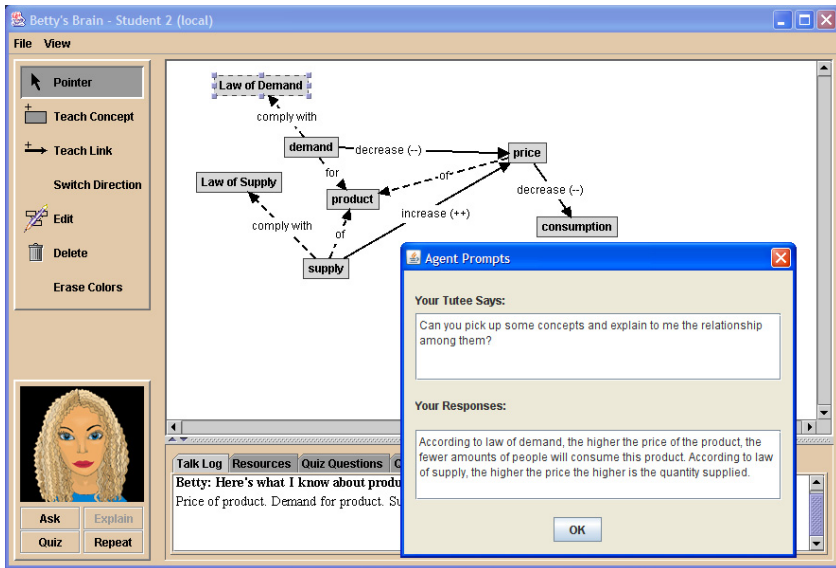 Betty's Brain - Student 2 (local)
File View
Pointer
Teach Concept
Teach Link
Switch Direction
Edit
Delete
Erase Colors
Law of Demand
comply with
demand
decrease (--)
price
for
of
Law of Supply
product
decrease (--)
increase (++)
consumption
comply with
of
supply
Agent Prompts
Your Tutee Says:
Can you pick up some concepts and explain to me the relationship
among them?
Your Responses:
According to law of demand, the higher the price of the product, the
fewer amounts of people will consume this product. According to law
of supply, the higher the price the higher is the quantity supplied.
OK
Talk Log Resources Quiz Questions
Betty: Here's what I know about
Price of product. Demand for product.
Ask Explain
Quiz Repeat